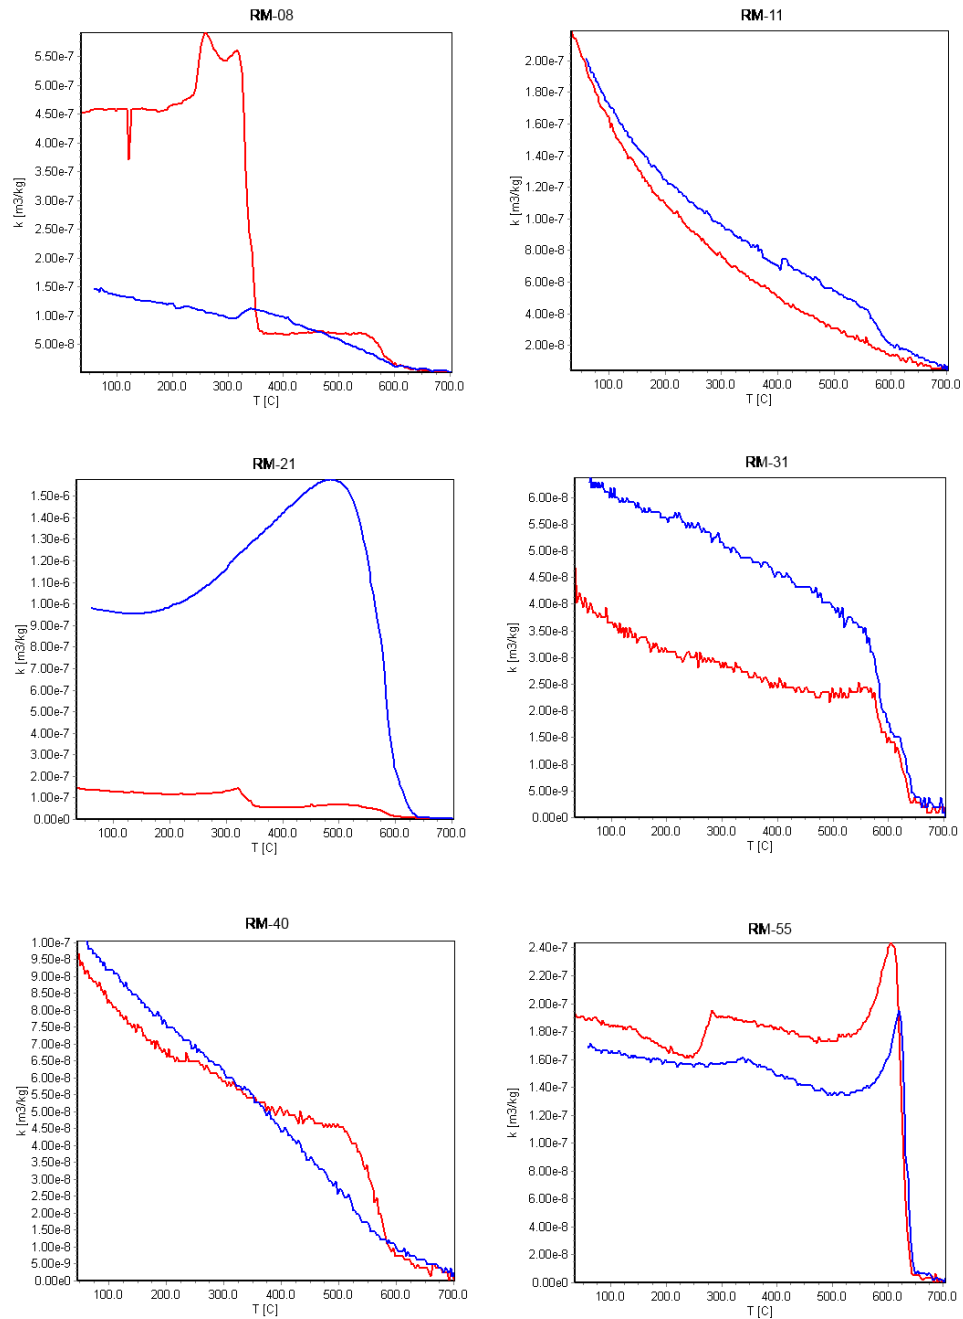 RM-08
5.50e-7
5.00e-7
4.50e-7
4.00e-7
3.50e-7
3.00e-7
2.50e-7
2.00e-7
1.50e-7
1.00e-7
5.00e-8
k [m3/kg]
100.0 200.0 300.0 400.0 500.0 600.0 700.0
T [C]
RM-11
2.00e-7
1.80e-7
1.60e-7
1.40e-7
1.20e-7
1.00e-7
8.00e-8
6.00e-8
4.00e-8
2.00e-8
k [m3/kg]
100.0 200.0 300.0 400.0 500.0 600.0 700.0
T [C]
RM-21
1.50e-6
1.40e-6
1.30e-6
1.20e-6
1.10e-6
1.00e-6
9.00e-7
8.00e-7
7.00e-7
6.00e-7
5.00e-7
4.00e-7
3.00e-7
2.00e-7
1.00e-7
0.00e0
k [m3/kg]
100.0 200.0 300.0 400.0 500.0 600.0 700.0
T [C]
RM-31
6.00e-8
5.50e-8
5.00e-8
4.50e-8
4.00e-8
3.50e-8
3.00e-8
2.50e-8
2.00e-8
1.50e-8
1.00e-8
5.00e-9
0.00e0
k [m3/kg]
100.0 200.0 300.0 400.0 500.0 600.0 700.0
T [C]
RM-40
1.00e-7
9.50e-8
9.00e-8
8.50e-8
8.00e-8
7.50e-8
7.00e-8
6.50e-8
6.00e-8
5.50e-8
5.00e-8
4.50e-8
4.00e-8
3.50e-8
3.00e-8
2.50e-8
2.00e-8
1.50e-8
1.00e-8
5.00e-9
0.00e0
k [m3/kg]
100.0 200.0 300.0 400.0 500.0 600.0 700.0
T [C]
RM-55
2.40e-7
2.20e-7
2.00e-7
1.80e-7
1.60e-7
1.40e-7
1.20e-7
1.00e-7
8.00e-8
6.00e-8
4.00e-8
2.00e-8
0.00e0
k [m3/kg]
100.0 200.0 300.0 400.0 500.0 600.0 700.0
T [C]